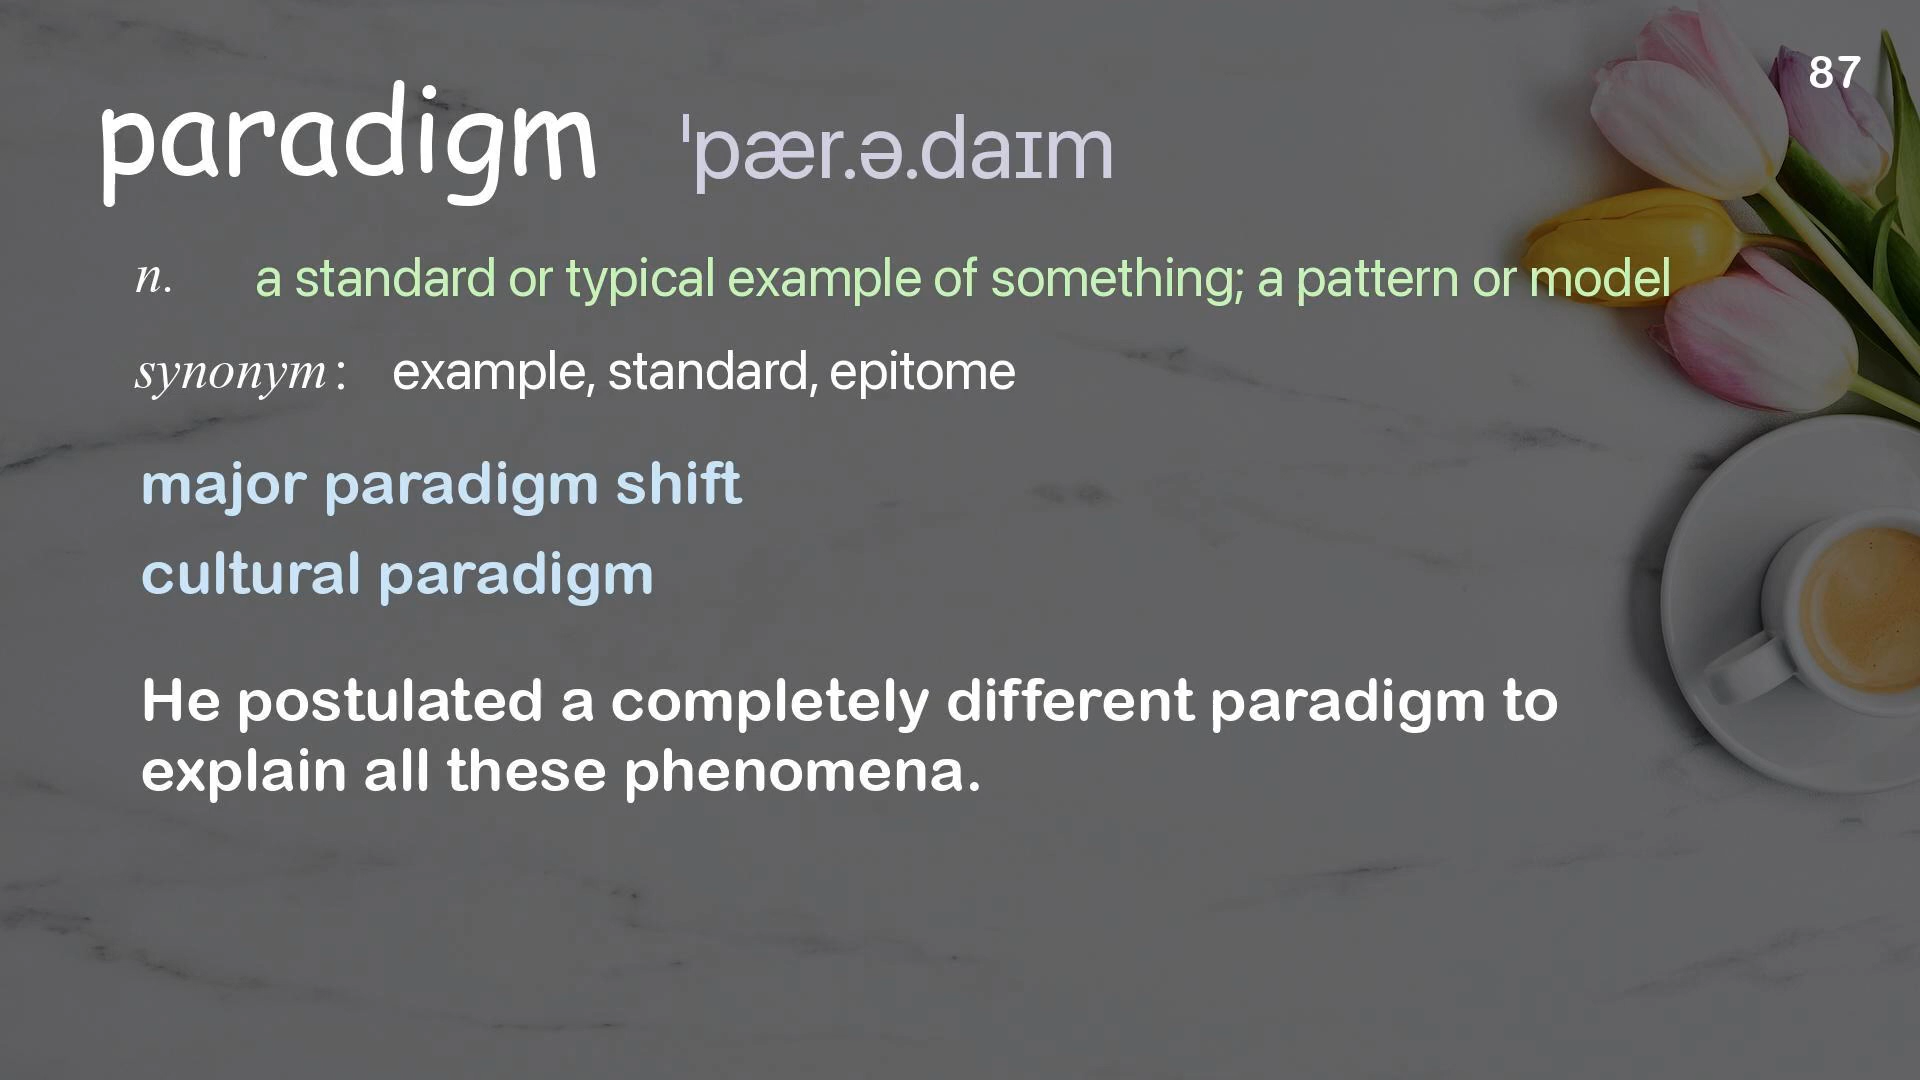 87
paradigm ˈpær.ə.daɪm
n. a standard or typical example of something; a pattern or model
synonym: example, standard, epitome
major paradigm shift
cultural paradigm
He postulated a completely different paradigm to
explain all these phenomena.